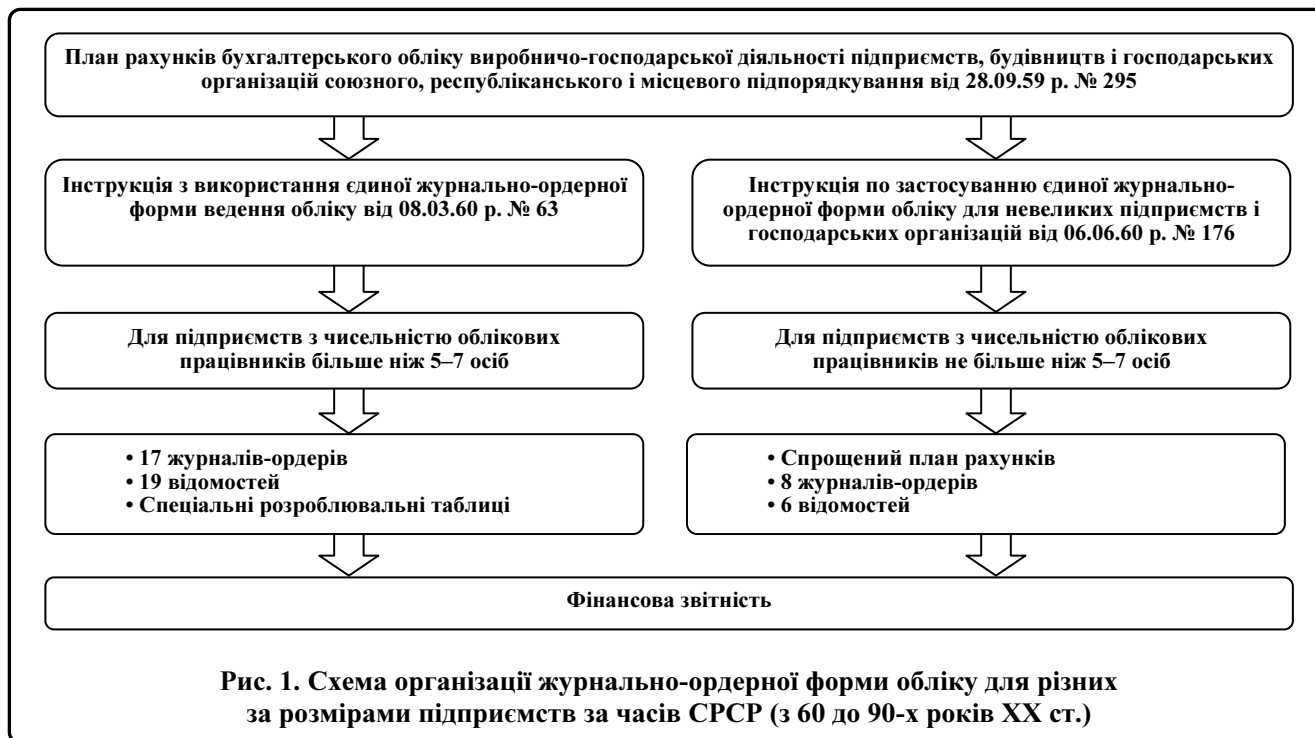 План рахунків бухгалтерського обліку виробничо-господарської діяльності підприємств, будівництв і господарських
організацій союзного, республіканського і місцевого підпорядкування від 28.09.59 р. № 295
Інструкція з використання єдиної журнально-ордерної
форми ведення обліку від 08.03.60 р. № 63
Інструкція по застосуванню єдиної журнально-
ордерної форми обліку для невеликих підприємств і
господарських організацій від 06.06.60 р. № 176
Для підприємств з чисельністю облікових
працівників більше ніж 5–7 осіб
Для підприємств з чисельністю облікових
працівників не більше ніж 5–7 осіб
• 17 журналів-ордерів
• 19 відомостей
• Спеціальні розроблювальні таблиці
• Спрощений план рахунків
• 8 журналів-ордерів
• 6 відомостей
Фінансова звітність
Рис. 1. Схема організації журнально-ордерної форми обліку для різних
за розмірами підприємств за часів СРСР (з 60 до 90-х років ХХ ст.)